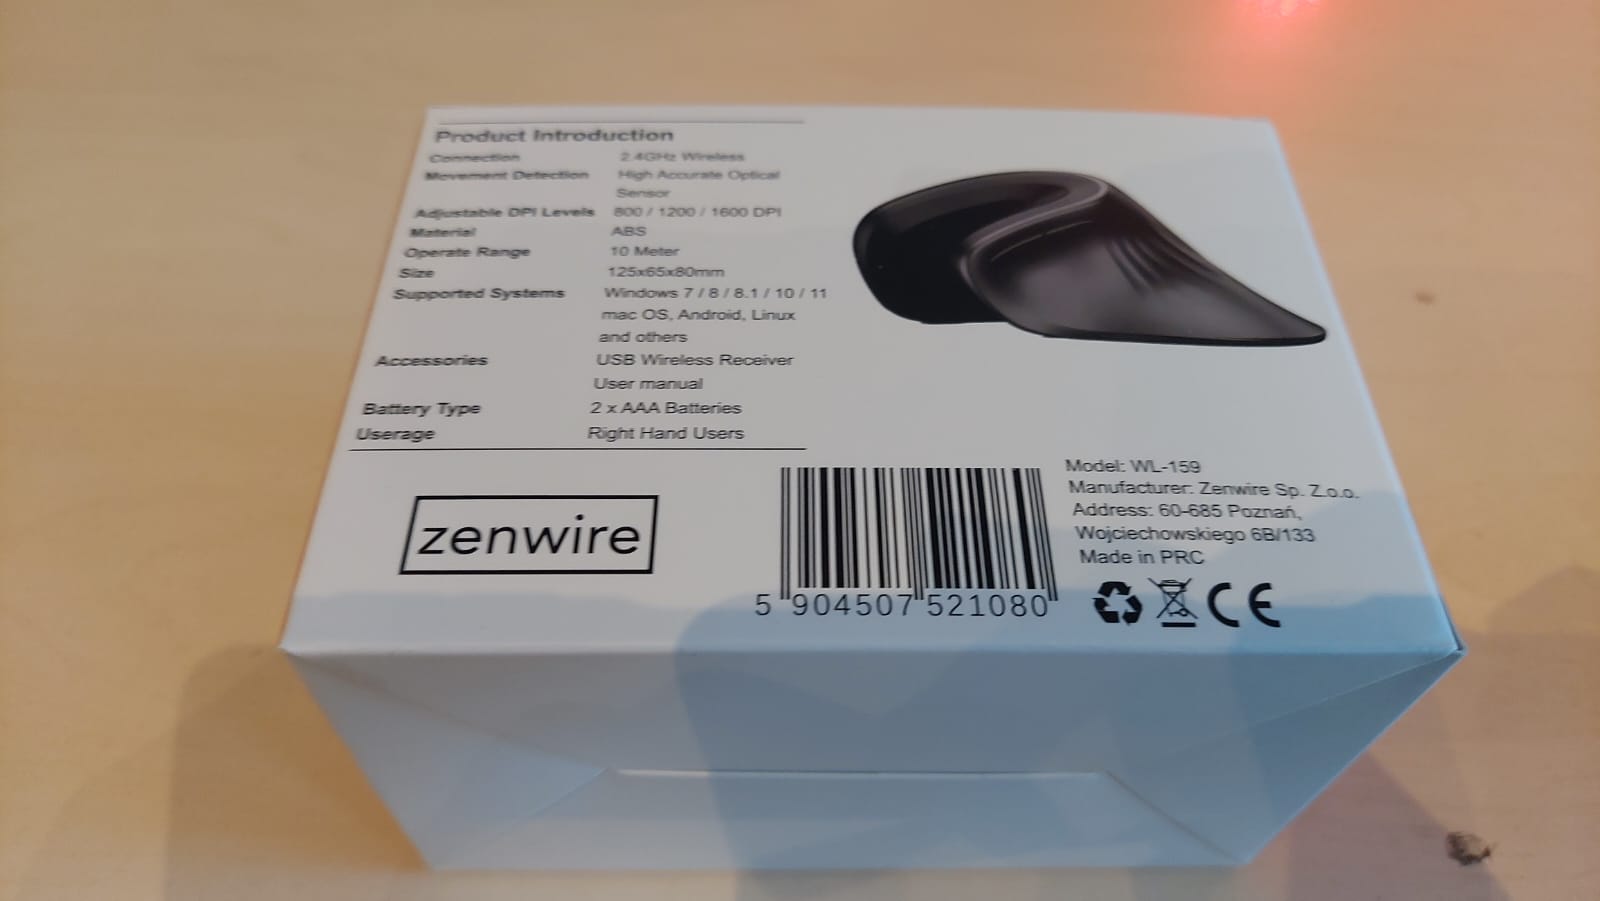 Product Introduction
Connection 2.4GHz Wireless
Movement Detection High Accurate Optical
Sensor
Adjustable DPI Levels 800 / 1200 / 1600 DPI
Material ABS
Operate Range 10 Meter
Size 125x65x80mm
Supported Systems Windows 7 / 8 / 8.1 / 10 / 11
mac OS, Android, Linux
and others
Accessories USB Wireless Receiver
User manual
Battery Type 2 x AAA Batteries
Userage Right Hand Users
zenwire
5 904507 521080
Model: WL-159
Manufacturer: Zenwire Sp. Z.o.o.
Address: 60-685 Poznań,
Wojciechowskiego 6B/133
Made in PRC
CE